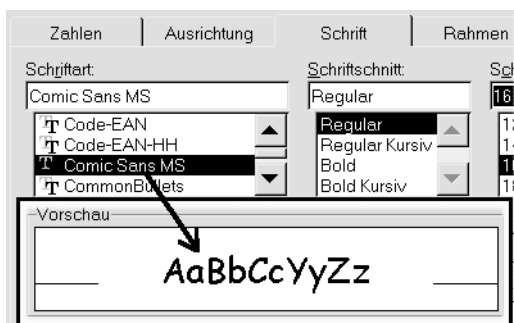 Zahlen Ausrichtung Schrift Rahmen
Schriftart: Schriftschnitt:
Comic Sans MS Regular 16
Code-EAN Regular
Code-EAN-HH Regular Kursiv
Comic Sans MS Bold
CommonBullets Bold Kursiv
Vorschau
AaBbCcYyZz